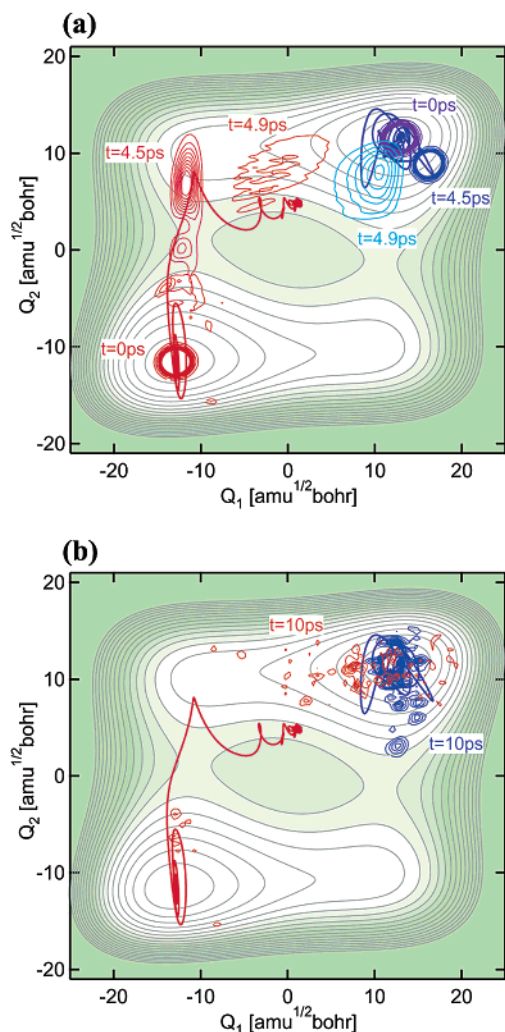 (a)
20
10
0
-10
-20
Q2 [amu1/2bohr]
t=0ps
t=4.9ps
t=4.5ps
t=4.5ps
t=4.9ps
t=0ps
-20 -10 0 10 20
Q1 [amu1/2bohr]
(b)
20
10
0
-10
-20
Q2 [amu1/2bohr]
t=10ps
t=10ps
-20 -10 0 10 20
Q1 [amu1/2bohr]